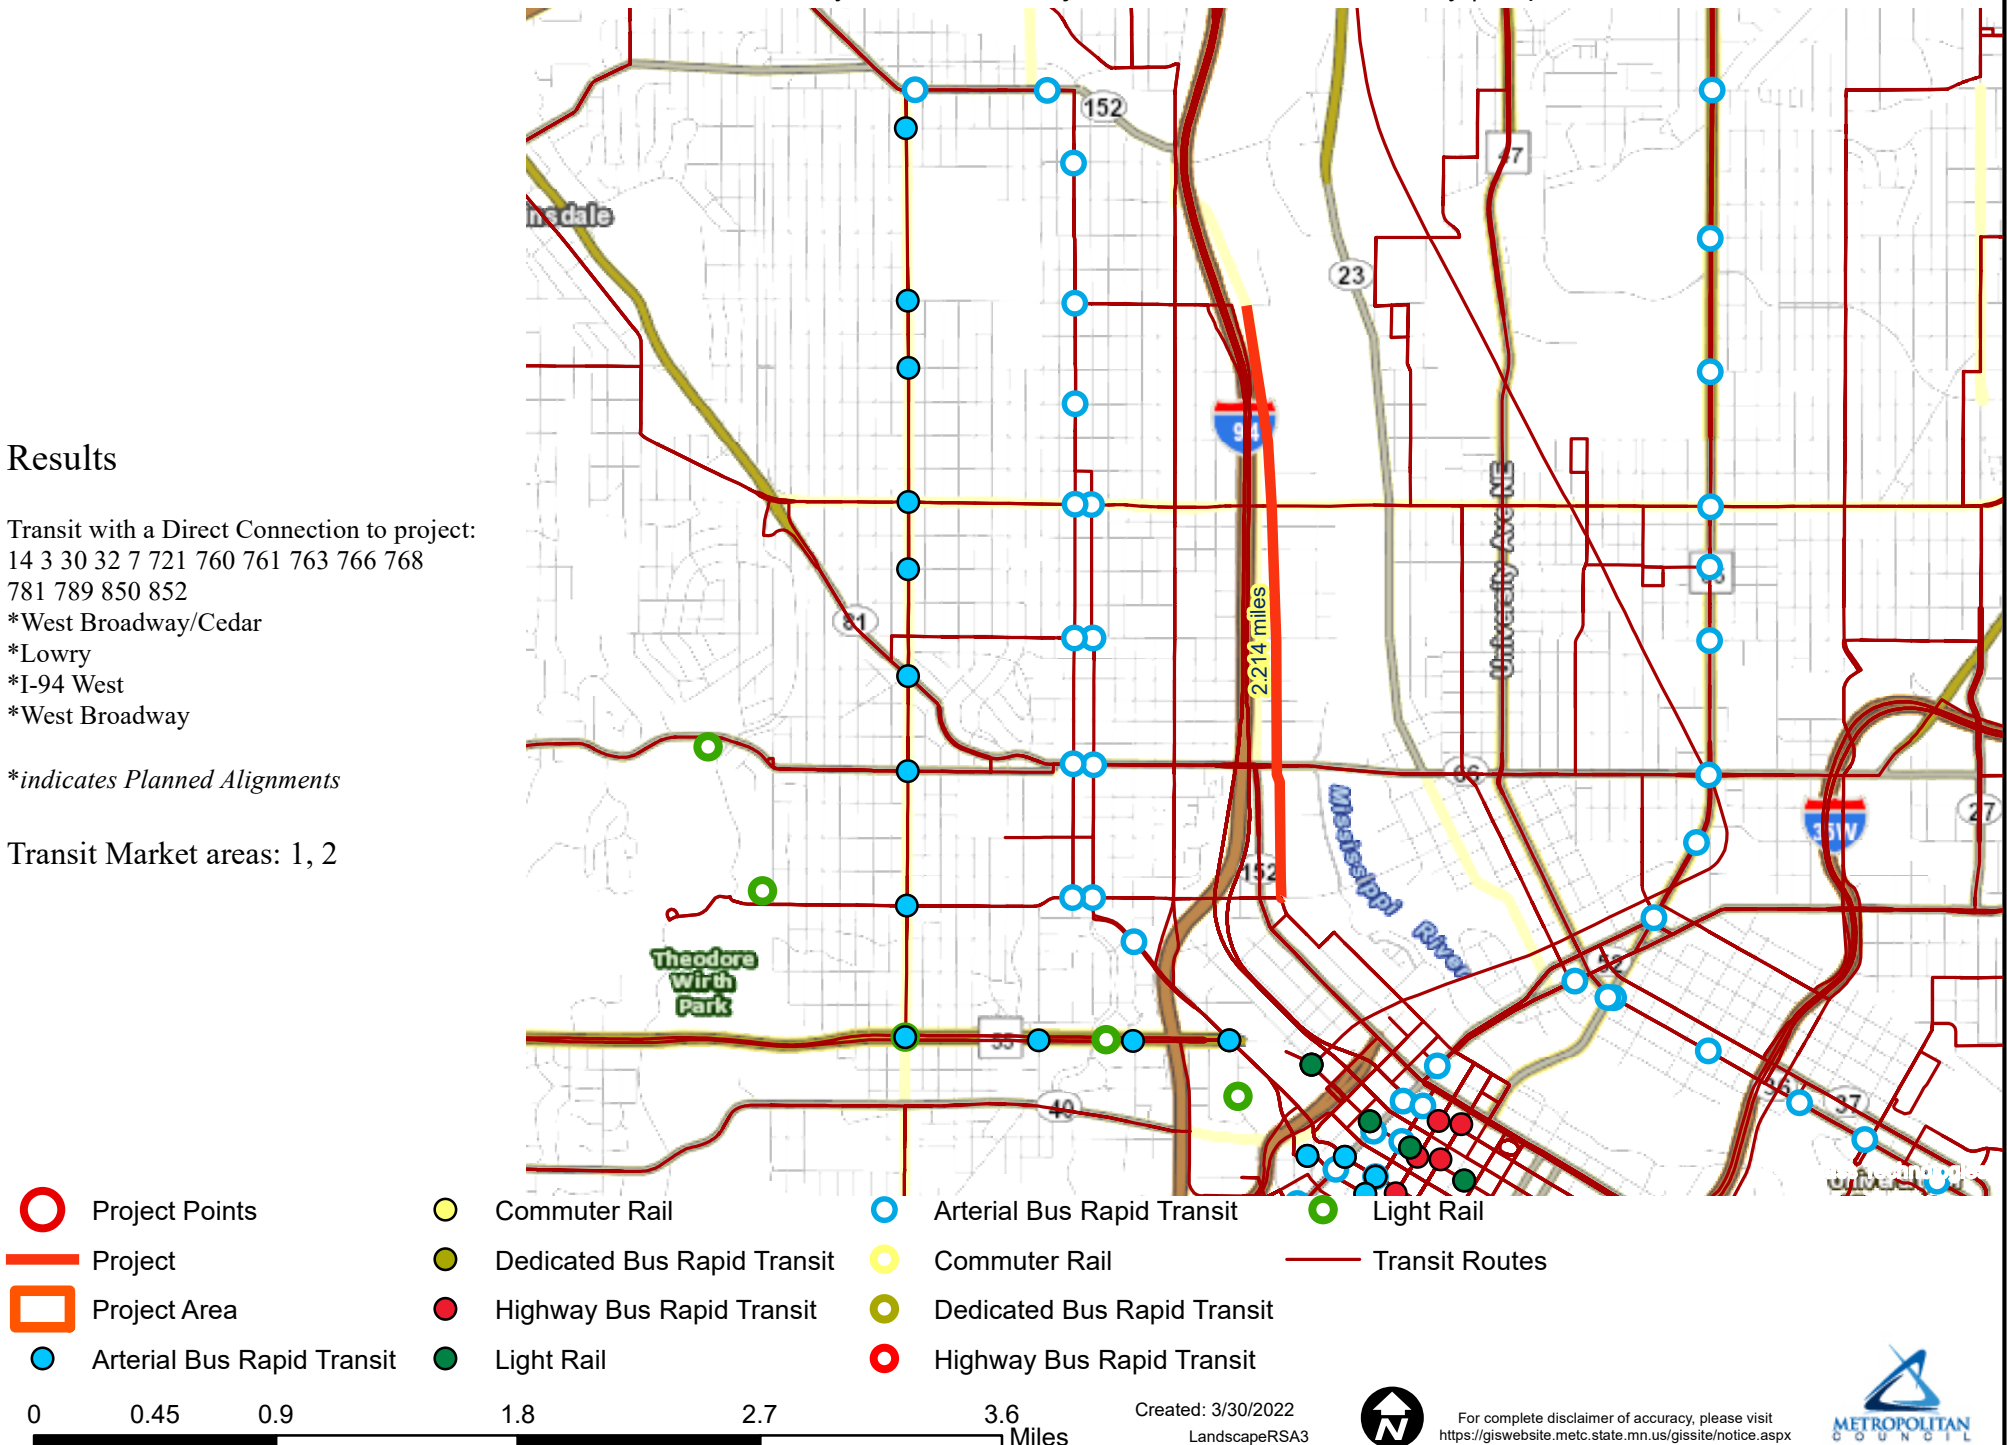 Results
Transit with a Direct Connection to project:
14 3 30 32 7 721 760 761 763 766 768
781 789 850 852
*West Broadway/Cedar
*Lowry
*I-94 West
*West Broadway
*indicates Planned Alignments
Transit Market areas: 1, 2
152
47
23
94
University Ave NE
81
2.214 miles
66
Mississippi
River
35W
27
152
Theodore
Wirth
Park
52
55
40
36
37
Project Points
Commuter Rail
Arterial Bus Rapid Transit
Light Rail
Project
Dedicated Bus Rapid Transit
Commuter Rail
Transit Routes
Project Area
Highway Bus Rapid Transit
Dedicated Bus Rapid Transit
Arterial Bus Rapid Transit
Light Rail
Highway Bus Rapid Transit
0 0.45 0.9 1.8 2.7 3.6
Miles
Created: 3/30/2022
LandscapeRSA3
N
For complete disclaimer of accuracy, please visit
https://giswebsite.metc.state.mn.us/gissite/notice.aspx
METROPOLITAN
COUNCIL